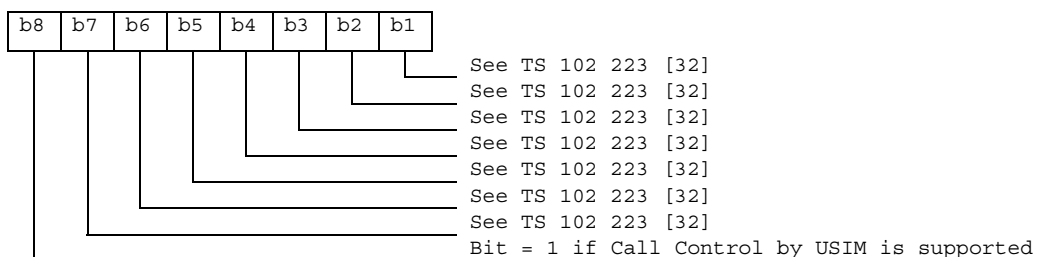 b8 b7 b6 b5 b4 b3 b2 b1
See TS 102 223 [32]
See TS 102 223 [32]
See TS 102 223 [32]
See TS 102 223 [32]
See TS 102 223 [32]
See TS 102 223 [32]
See TS 102 223 [32]
Bit = 1 if Call Control by USIM is supported